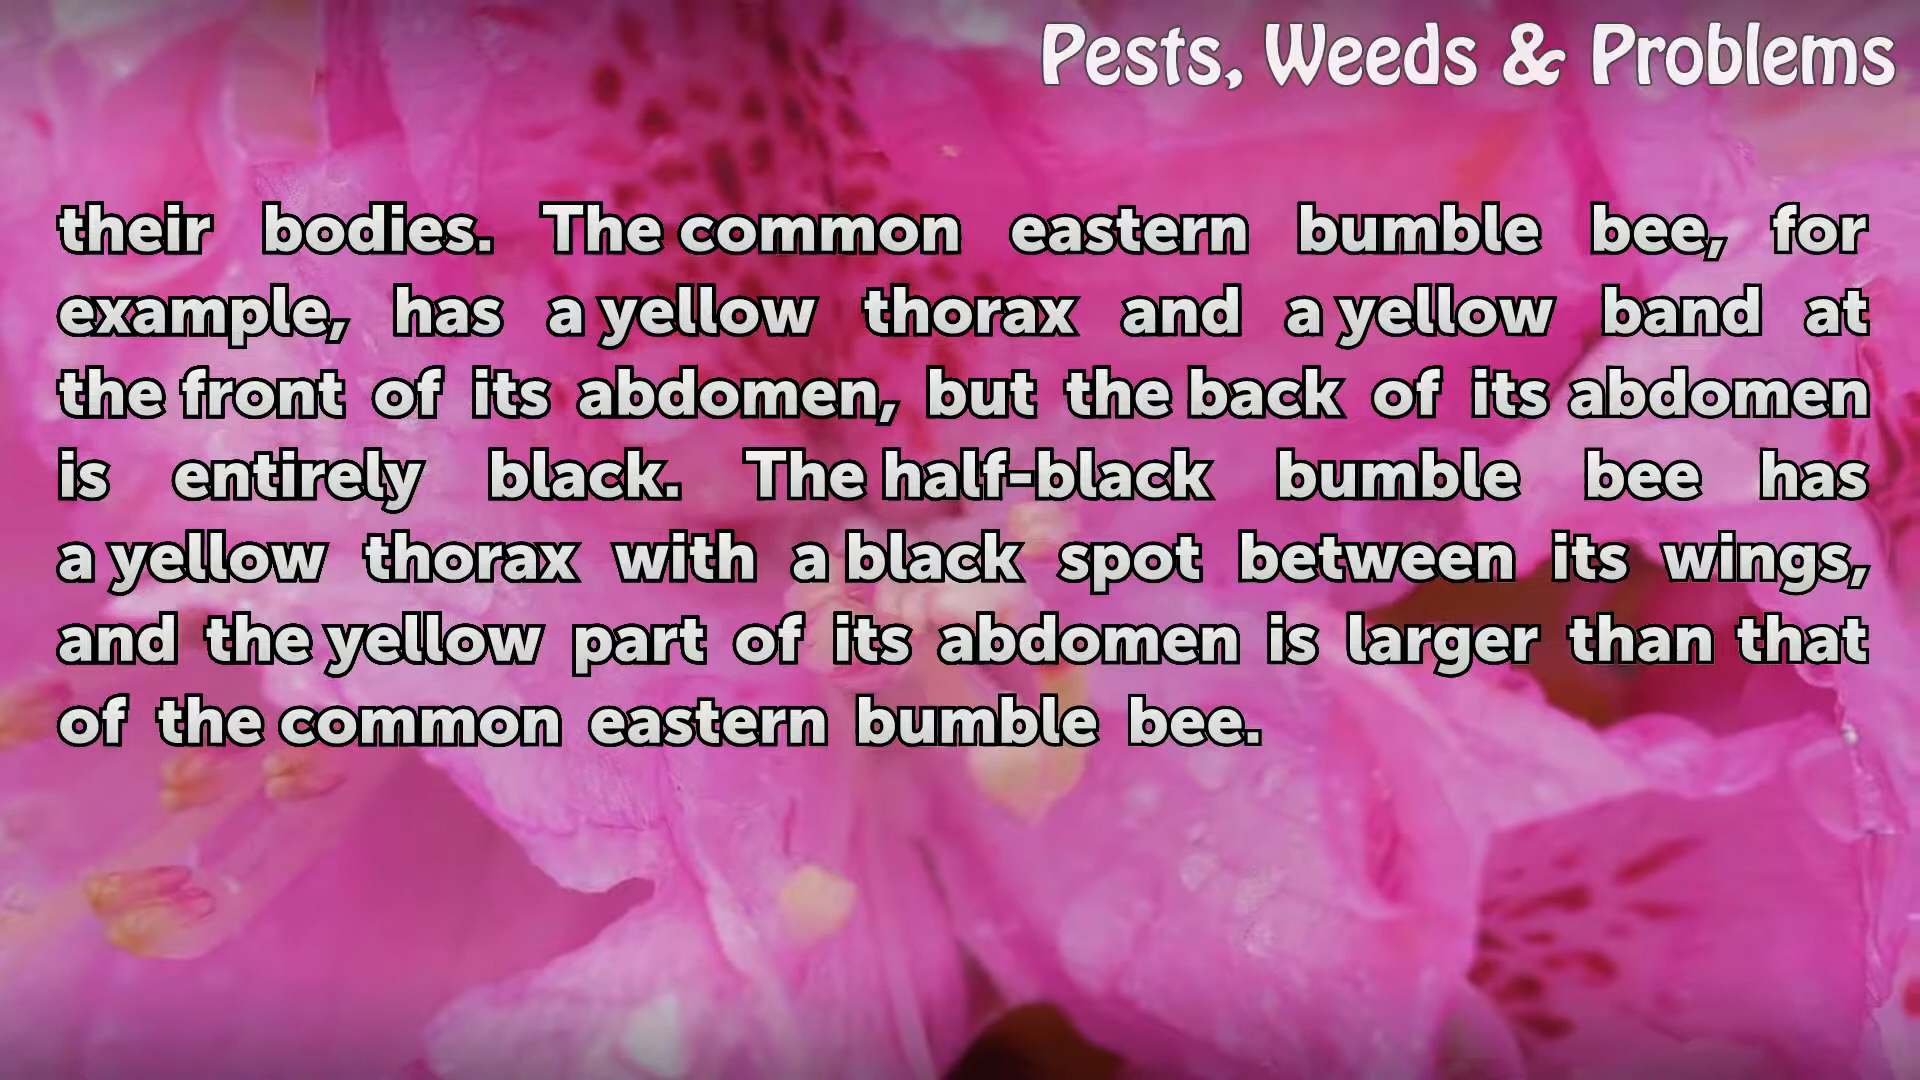 Pests, Weeds & Problems
their bodies. The common eastern bumble bee, for
example, has a yellow thorax and a yellow band at
the front of its abdomen, but the back of its abdomen
is entirely black. The half-black bumble bee has
a yellow thorax with a black spot between its wings,
and the yellow part of its abdomen is larger than that
of the common eastern bumble bee.